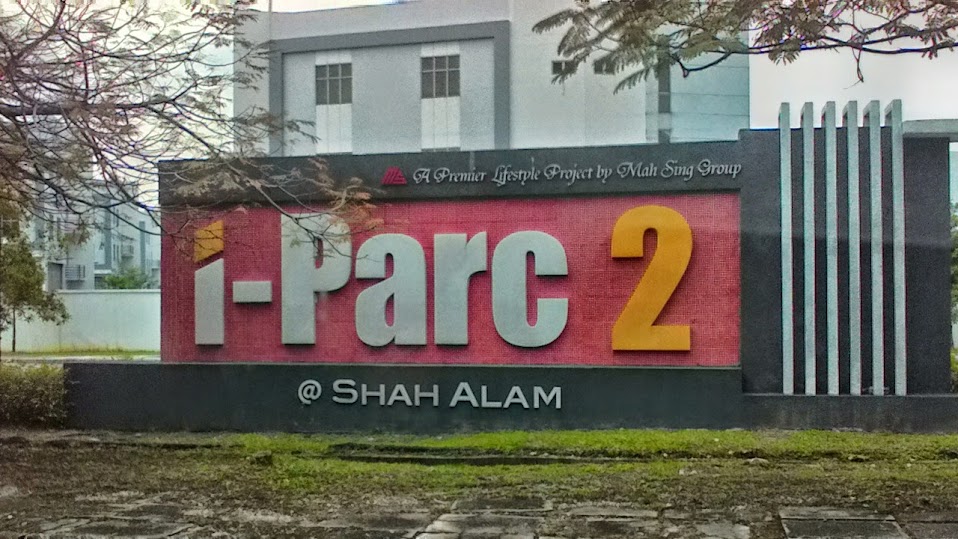 A Premier Lifestyle Project by Mah Sing Group
i-Parc 2
@ SHAH ALAM